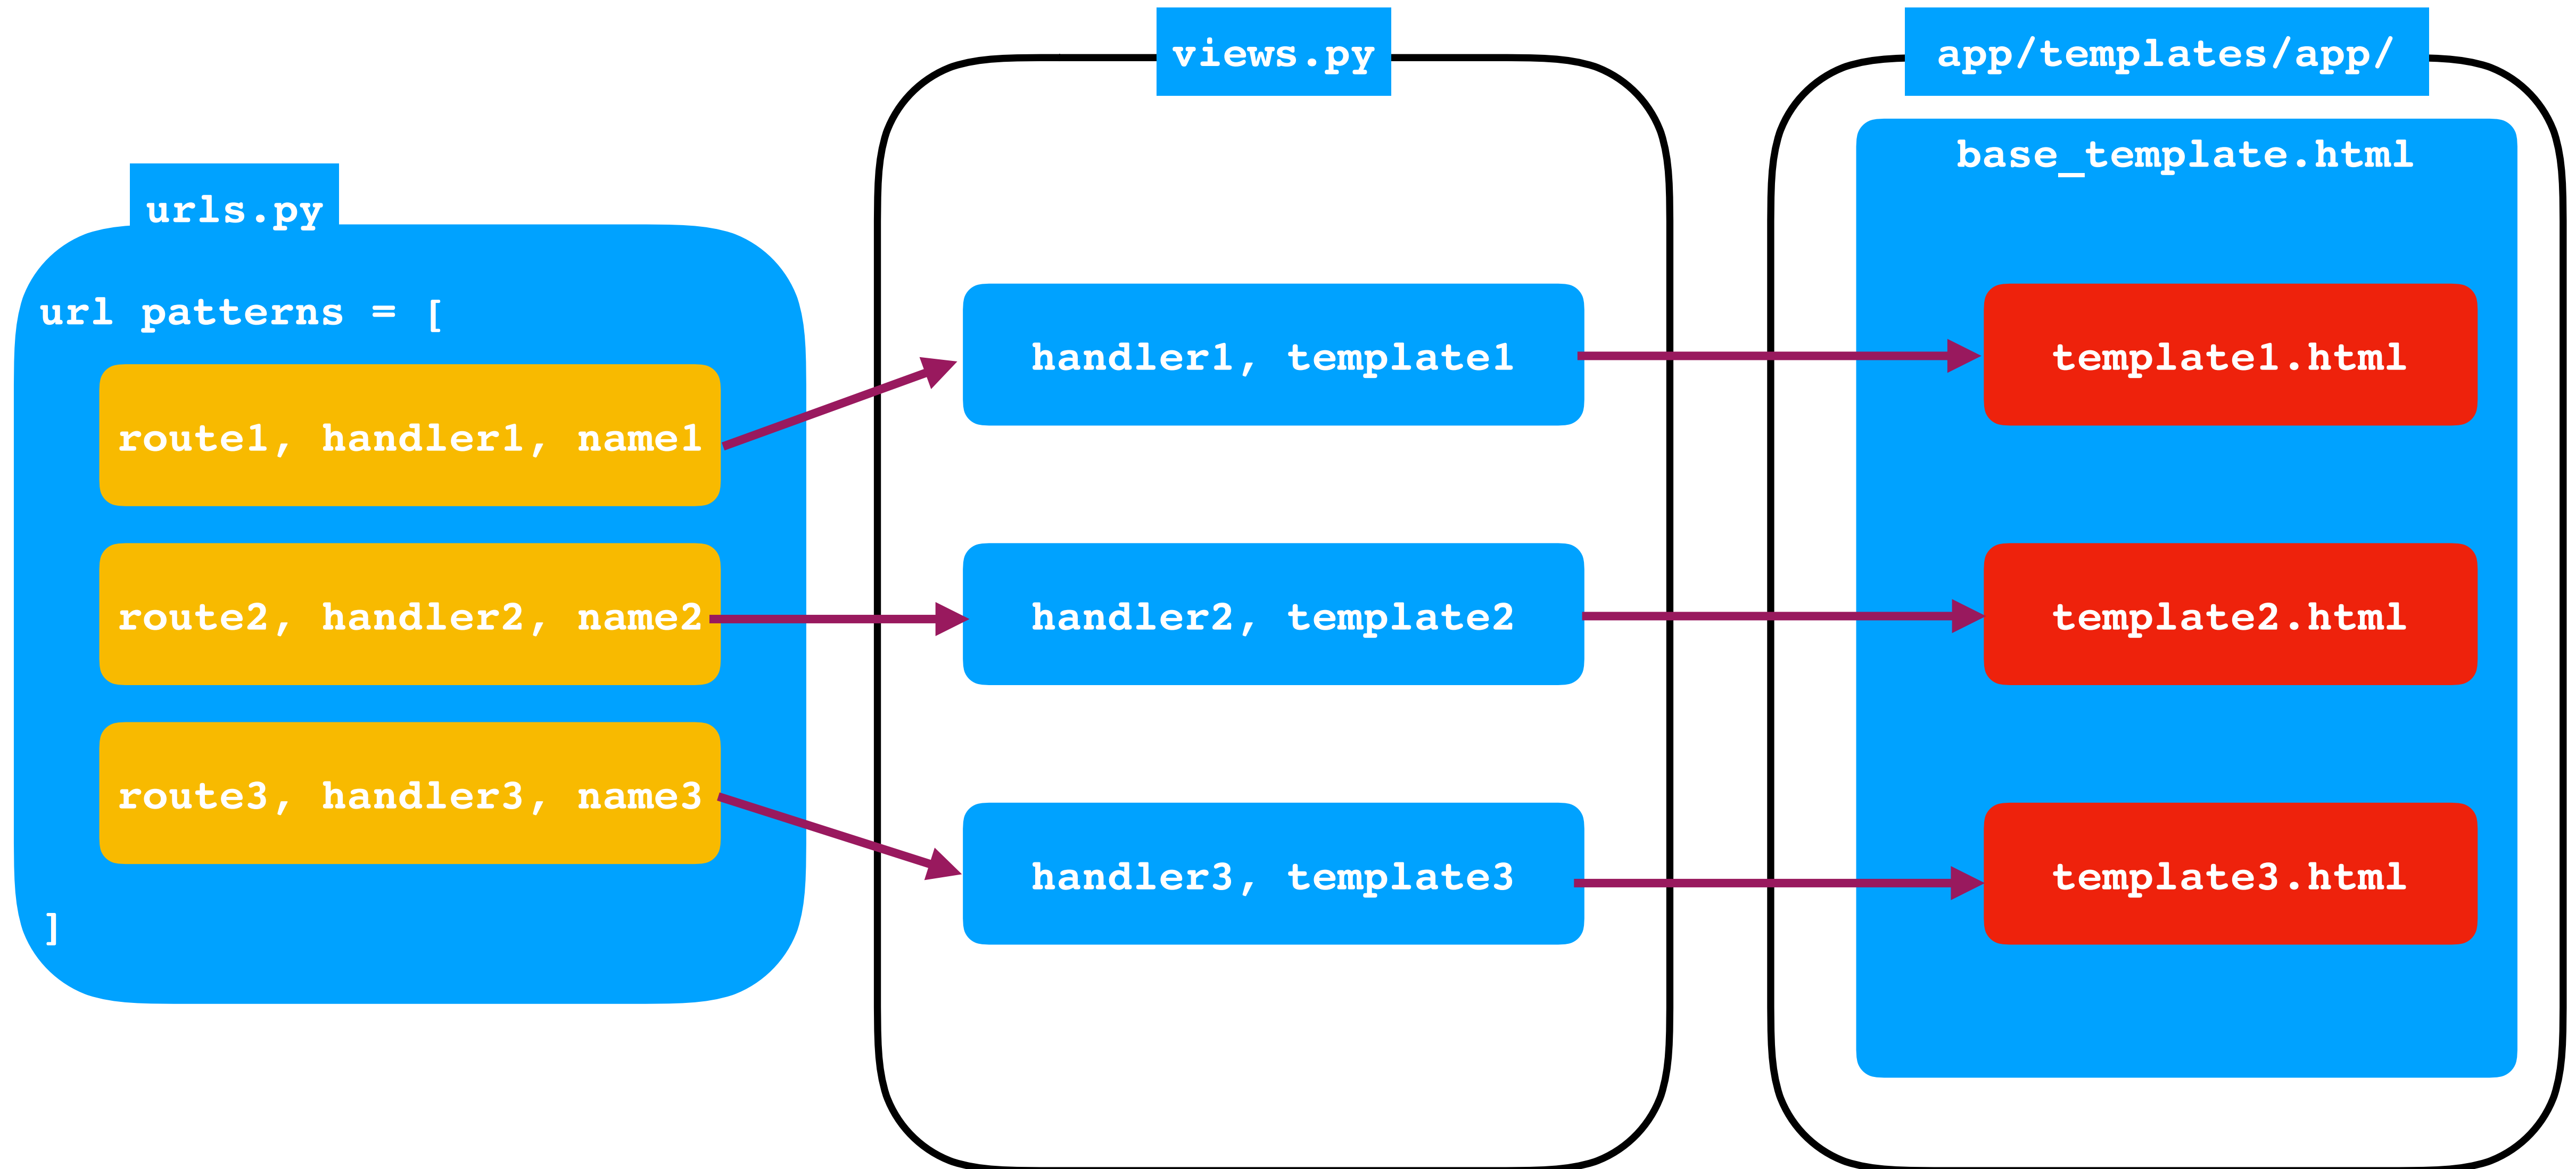 urls.py
url patterns = [
route1, handler1, name1
route2, handler2, name2
route3, handler3, name3
]
views.py
handler1, template1
handler2, template2
handler3, template3
app/templates/app/
base_template.html
template1.html
template2.html
template3.html